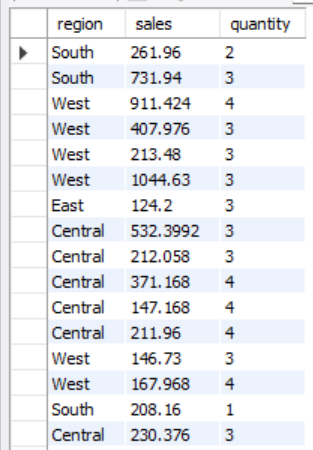 region sales quantity
South 261.96 2
South 731.94 3
West 911.424 4
West 407.976 3
West 213.48 3
West 1044.63 3
East 124.2 3
Central 532.3992 3
Central 212.058 3
Central 371.168 4
Central 147.168 4
Central 211.96 4
West 146.73 3
West 167.968 4
South 208.16 1
Central 230.376 3